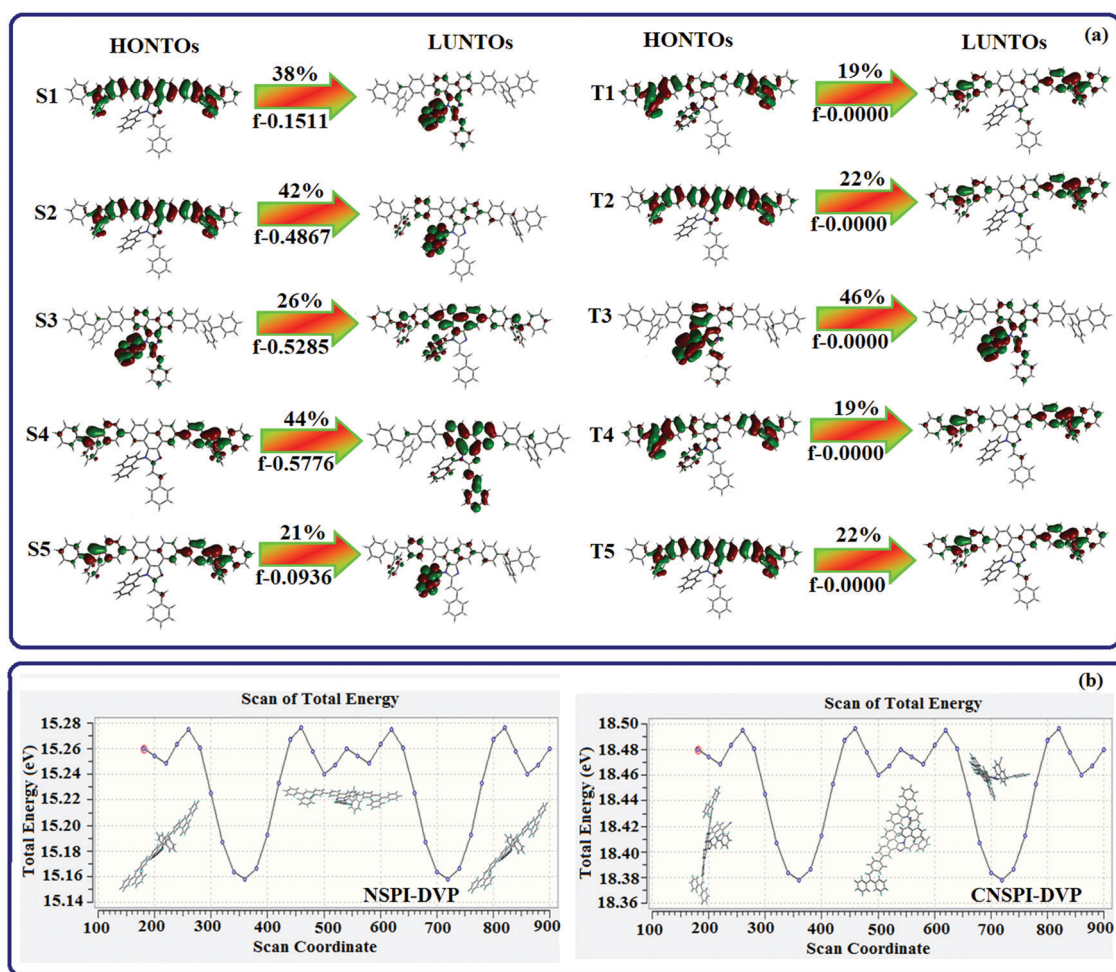 HONTOs LUNTOs HONTOs LUNTOs (a)
S1 38% T1 19%
f-0.1511 f-0.0000
S2 42% T2 22%
f-0.4867 f-0.0000
S3 26% T3 46%
f-0.5285 f-0.0000
S4 44% T4 19%
f-0.5776 f-0.0000
S5 21% T5 22%
f-0.0936 f-0.0000
(b)
Scan of Total Energy
Total Energy (eV)
15.28
15.26
15.24
15.22
15.20
15.18
15.16
15.14
NSPI-DVP
100 200 300 400 500 600 700 800 900
Scan Coordinate
Scan of Total Energy
Total Energy (eV)
18.50
18.48
18.46
18.44
18.42
18.40
18.38
18.36
CNSPI-DVP
100 200 300 400 500 600 700 800 900
Scan Coordinate